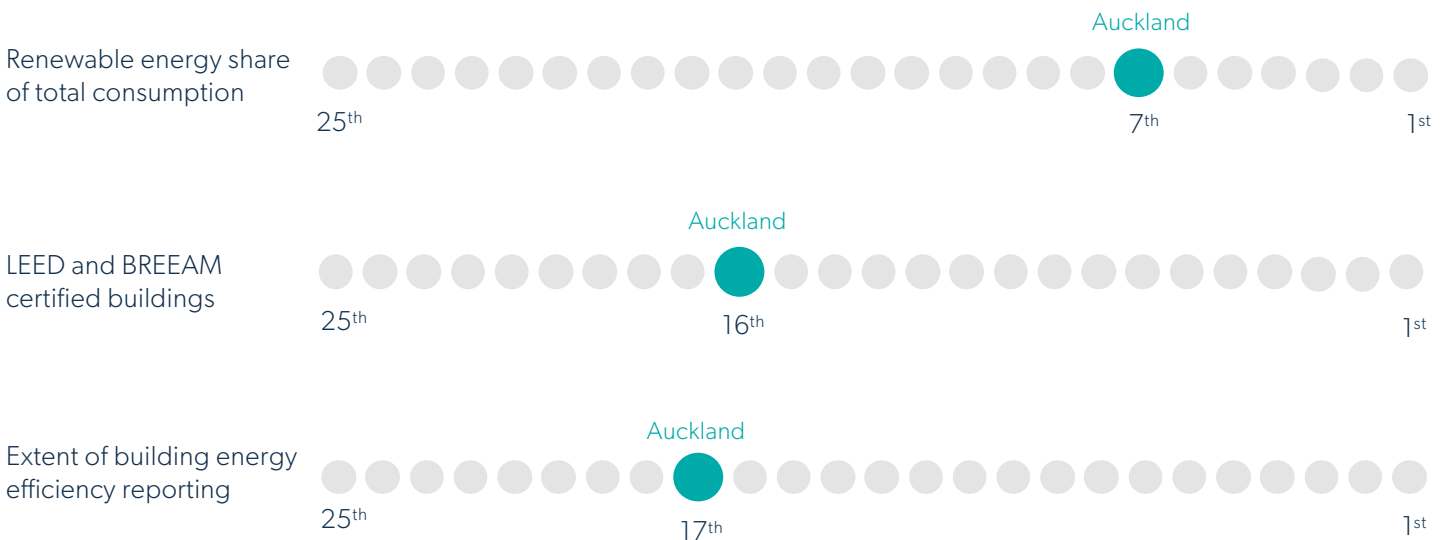 Auckland
Renewable energy share
of total consumption
25th
7th
1st
Auckland
LEED and BREEAM
certified buildings
25th
16th
1st
Auckland
Extent of building energy
efficiency reporting
25th
17th
1st